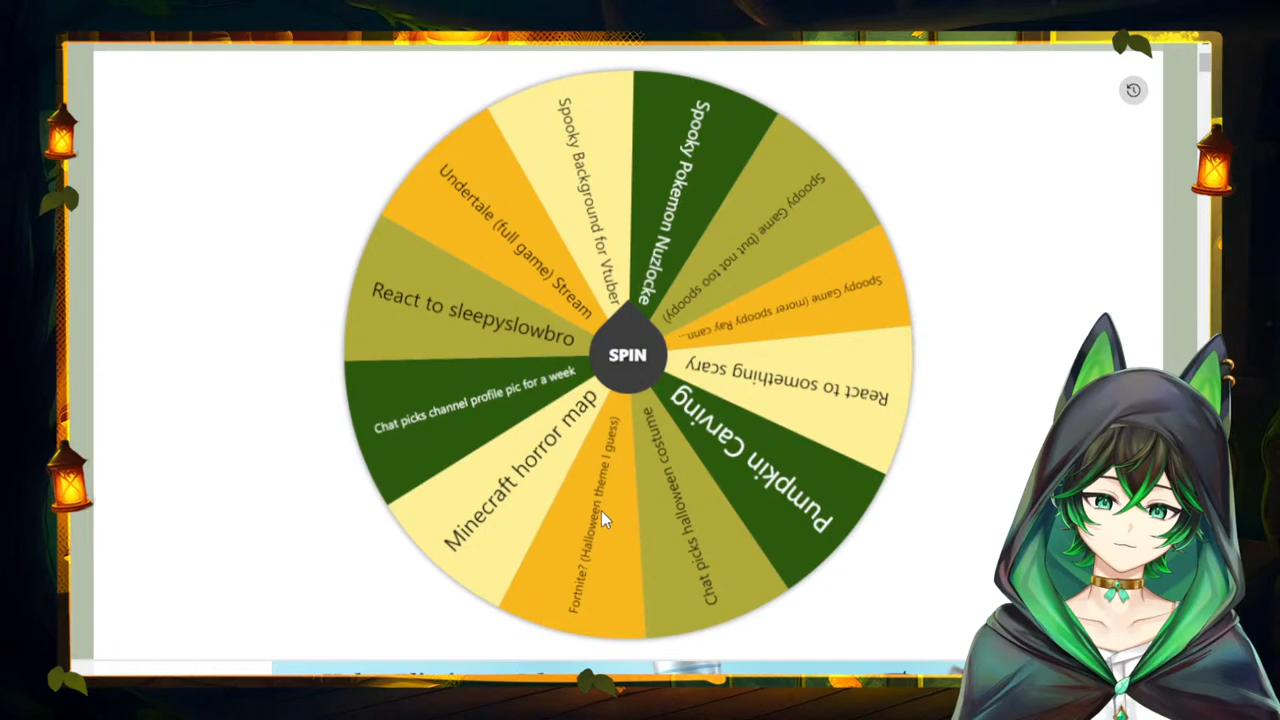 Spooky Pokemon Nuzlocke
Spoopy Game (but not too spoopy)
Spoopy Game (morer spoopy Ray cann...
React to something scary
Pumpkin Carving
Chat picks halloween costume
Fortnite? (Halloween theme I guess)
Minecraft horror map
Chat picks channel profile pic for a week
React to sleepyslowbro
Undertale (full game) Stream
Spooky Background for Vtuber
SPIN